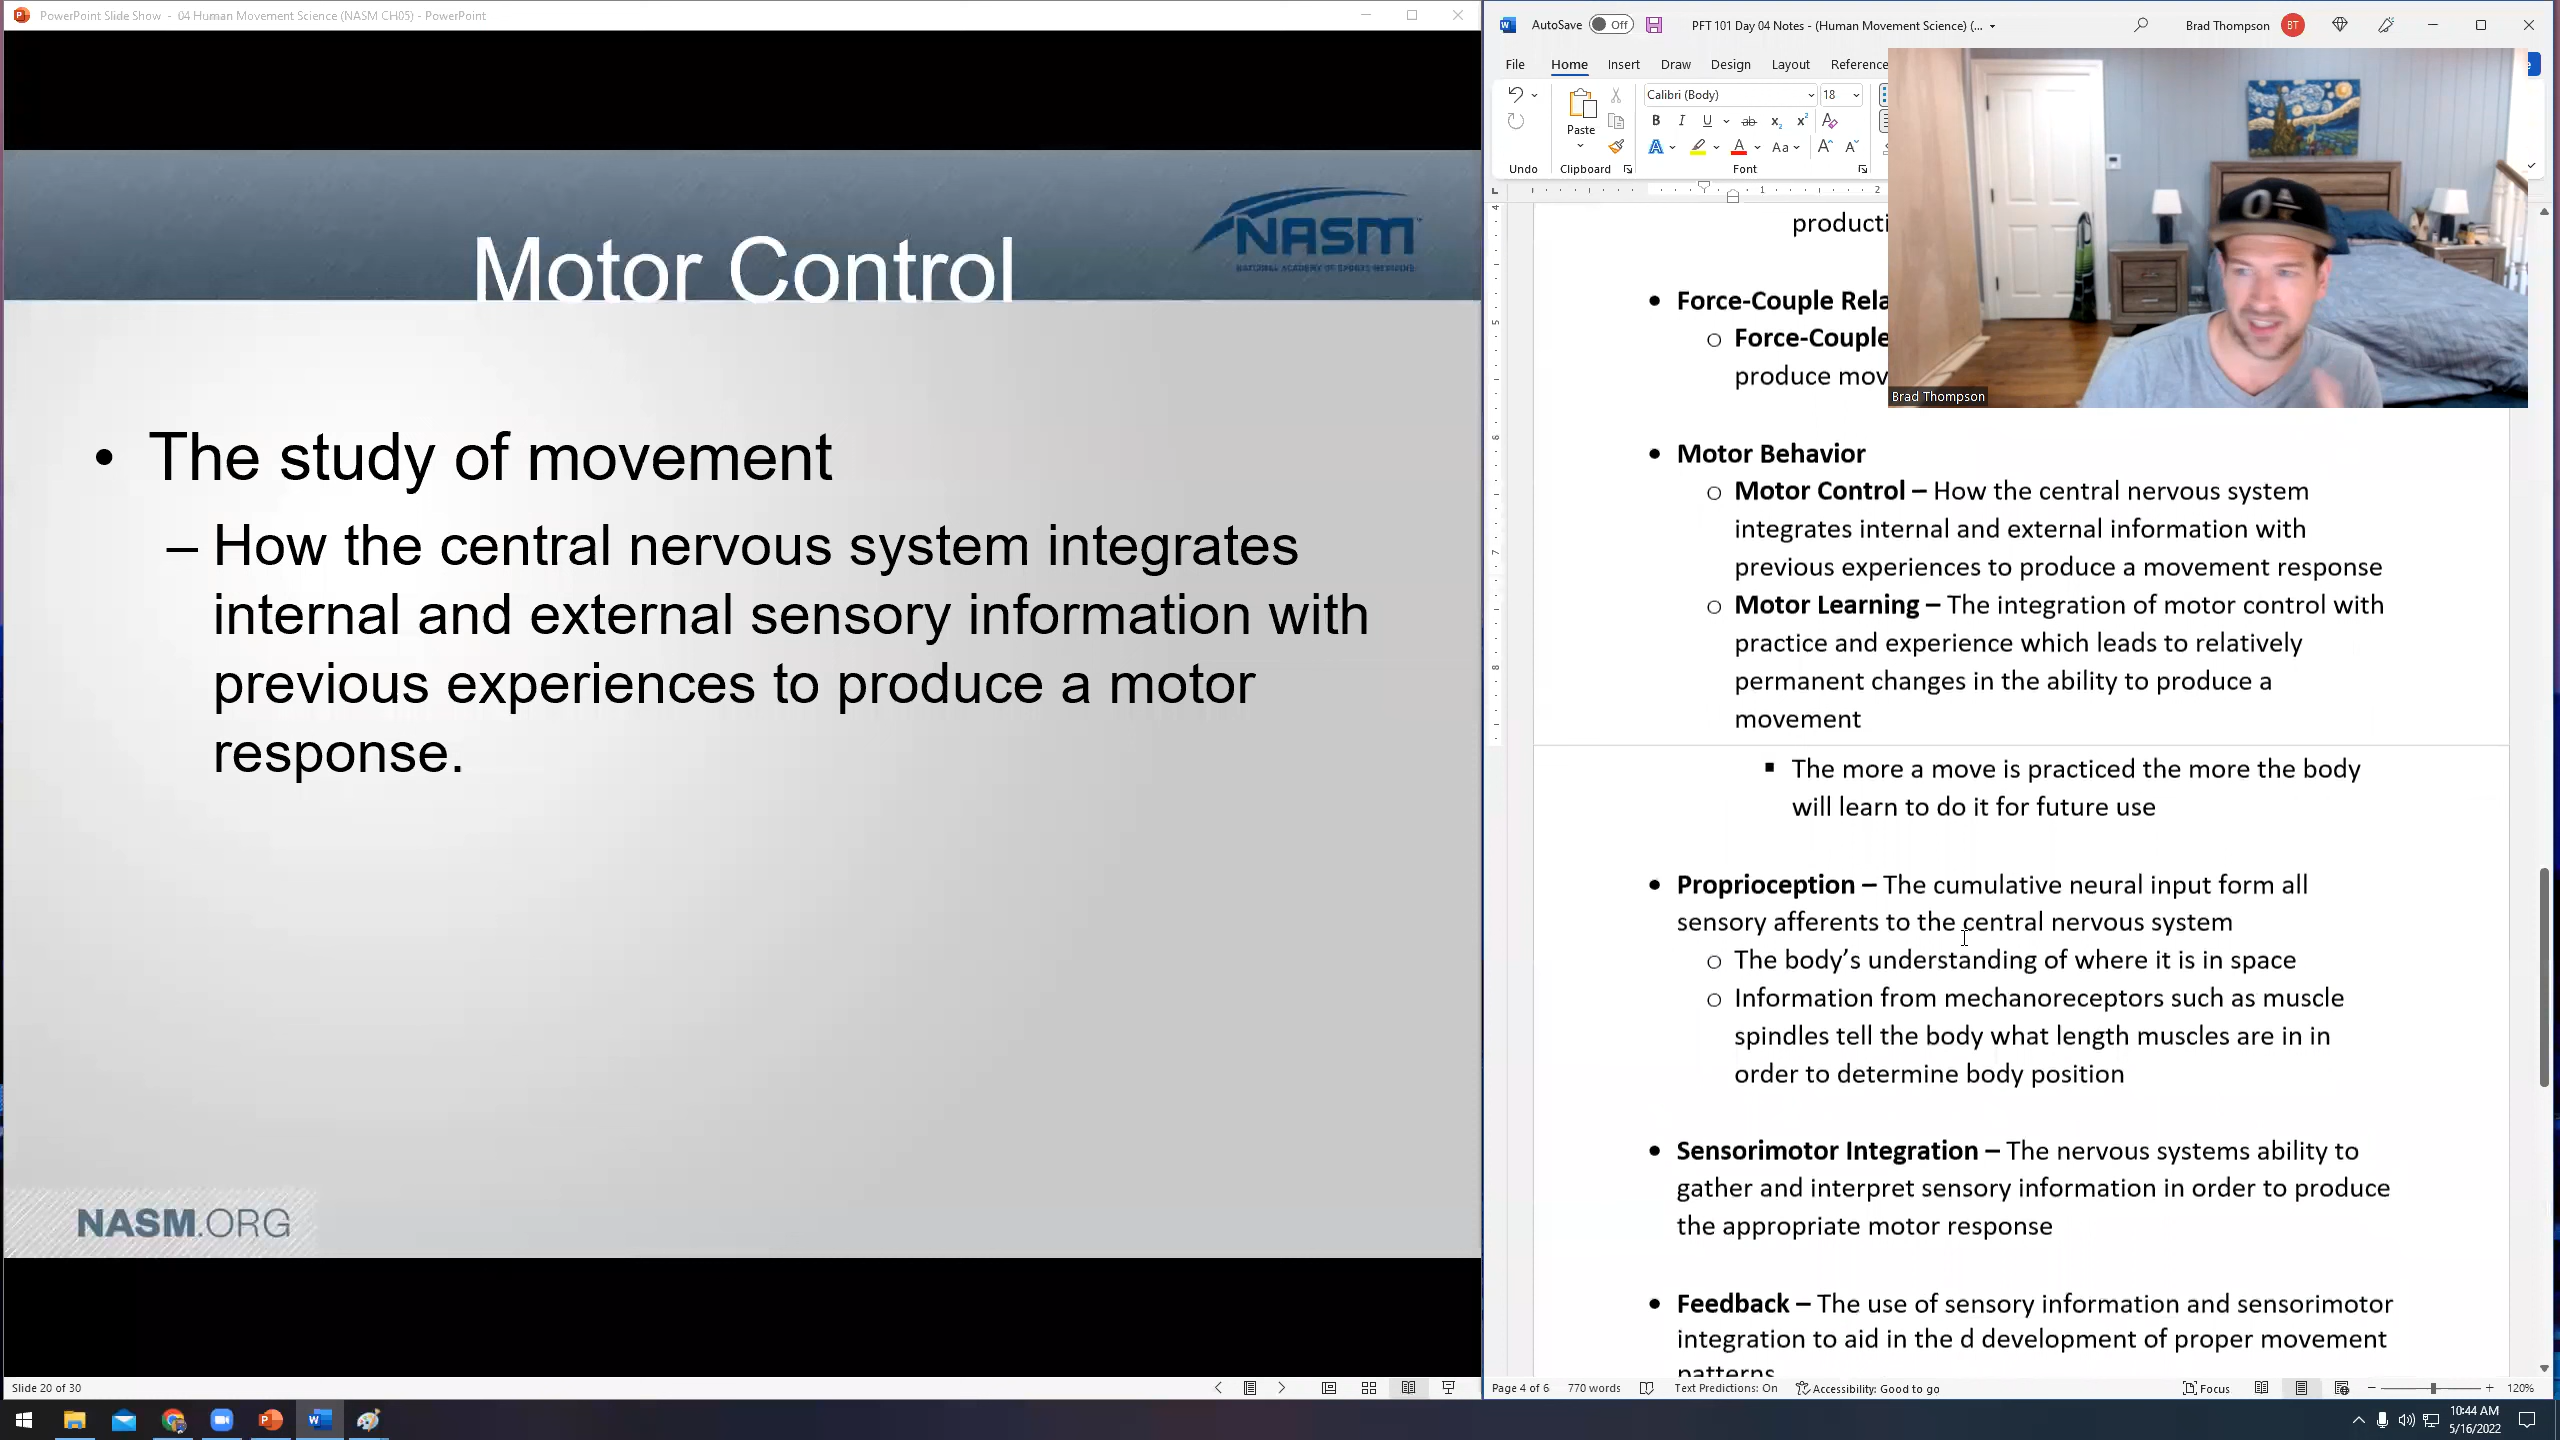 PowerPoint Slide Show - 04 Human Movement Science (NASM CH05) - PowerPoint
Motor Control
NASM
NATIONAL ACADEMY OF SPORTS MEDICINE
• The study of movement
– How the central nervous system integrates
internal and external sensory information with
previous experiences to produce a motor
response.
NASM.ORG
Slide 20 of 30
AutoSave Off
PFT 101 Day 04 Notes - (Human Movement Science) (...
Brad Thompson BT
File Home Insert Draw Design Layout Reference
Calibri (Body) 18
Paste
Undo Clipboard Font
1 2
producti
• Force-Couple Rela
o Force-Couple
produce mov
Brad Thompson
• Motor Behavior
o Motor Control – How the central nervous system
integrates internal and external information with
previous experiences to produce a movement response
o Motor Learning – The integration of motor control with
practice and experience which leads to relatively
permanent changes in the ability to produce a
movement
▪ The more a move is practiced the more the body
will learn to do it for future use
• Proprioception – The cumulative neural input form all
sensory afferents to the central nervous system
o The body’s understanding of where it is in space
o Information from mechanoreceptors such as muscle
spindles tell the body what length muscles are in in
order to determine body position
• Sensorimotor Integration – The nervous systems ability to
gather and interpret sensory information in order to produce
the appropriate motor response
• Feedback – The use of sensory information and sensorimotor
integration to aid in the d development of proper movement
patterns
Page 4 of 6 770 words Text Predictions: On Accessibility: Good to go Focus 120%
10:44 AM
5/16/2022